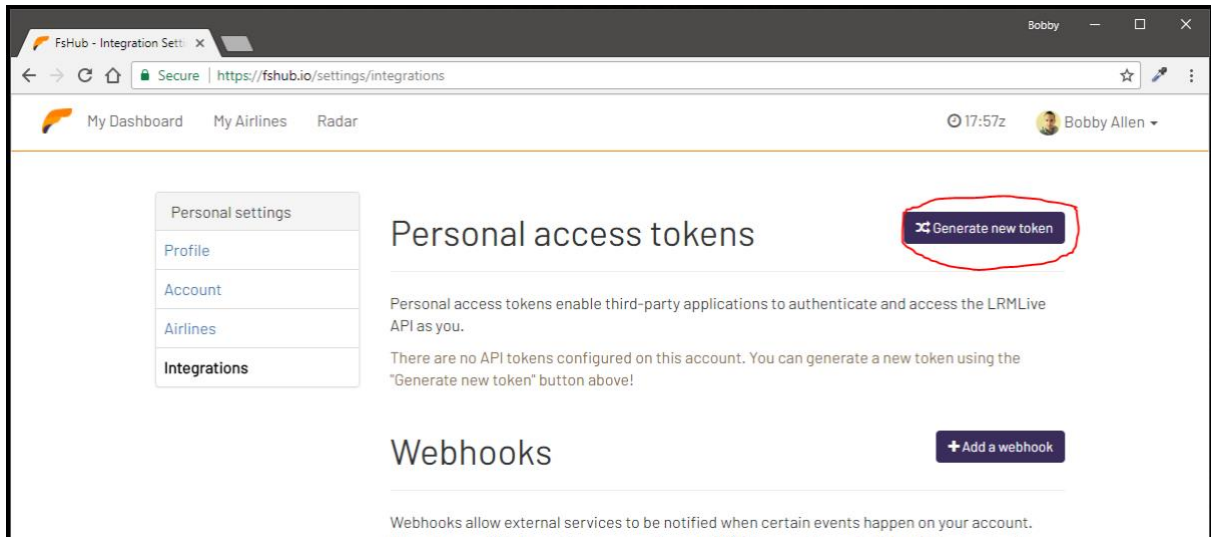 Bobby
FsHub - Integration Setti
Secure | https://fshub.io/settings/integrations
My Dashboard My Airlines Radar 17:57z Bobby Allen
Personal settings
Profile
Account
Airlines
Integrations
Personal access tokens
Generate new token
Personal access tokens enable third-party applications to authenticate and access the LRMLive
API as you.
There are no API tokens configured on this account. You can generate a new token using the
"Generate new token" button above!
Webhooks
Add a webhook
Webhooks allow external services to be notified when certain events happen on your account.